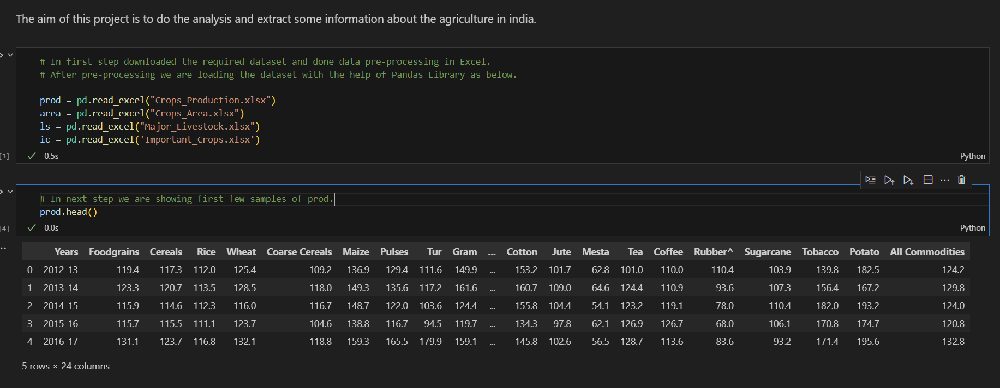 The aim of this project is to do the analysis and extract some information about the agriculture in india.
# In first step downloaded the required dataset and done data pre-processing in Excel.
# After pre-processing we are loading the dataset with the help of Pandas Library as below.
prod = pd.read_excel("Crops_Production.xlsx")
area = pd.read_excel("Crops_Area.xlsx")
ls = pd.read_excel("Major_Livestock.xlsx")
ic = pd.read_excel('Important_Crops.xlsx')
[3] 0.5s Python
# In next step we are showing first few samples of prod.
prod.head()
[4] 0.0s Python
Years Foodgrains Cereals Rice Wheat Coarse Cereals Maize Pulses Tur Gram ... Cotton Jute Mesta Tea Coffee Rubber^ Sugarcane Tobacco Potato All Commodities
0 2012-13 119.4 117.3 112.0 125.4 109.2 136.9 129.4 111.6 149.9 ... 153.2 101.7 62.8 101.0 110.0 110.4 103.9 139.8 182.5 124.2
1 2013-14 123.3 120.7 113.5 128.5 118.0 149.3 135.6 117.2 161.6 ... 160.7 109.0 64.6 124.4 110.9 93.6 107.3 156.4 167.2 129.8
2 2014-15 115.9 114.6 112.3 116.0 116.7 148.7 122.0 103.6 124.4 ... 155.8 104.4 54.1 123.2 119.1 78.0 110.4 182.0 193.2 124.0
3 2015-16 115.7 115.5 111.1 123.7 104.6 138.8 116.7 94.5 119.7 ... 134.3 97.8 62.1 126.9 126.7 68.0 106.1 170.8 174.7 120.8
4 2016-17 131.1 123.7 116.8 132.1 118.8 159.3 165.5 179.9 159.1 ... 145.8 102.6 56.5 128.7 113.6 83.6 93.2 171.4 195.6 132.8
5 rows × 24 columns